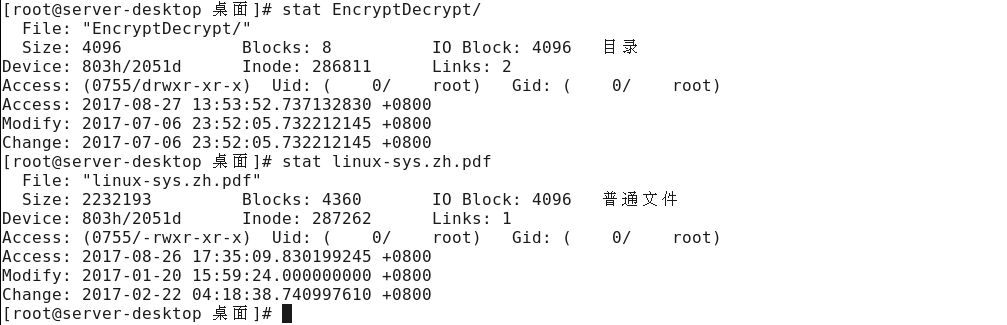 [root@server-desktop 桌面]# stat EncryptDecrypt/
  File: "EncryptDecrypt/"
  Size: 4096            Blocks: 8          IO Block: 4096   目录
Device: 803h/2051d      Inode: 286811      Links: 2
Access: (0755/drwxr-xr-x)  Uid: (    0/    root)   Gid: (    0/    root)
Access: 2017-08-27 13:53:52.737132830 +0800
Modify: 2017-07-06 23:52:05.732212145 +0800
Change: 2017-07-06 23:52:05.732212145 +0800
[root@server-desktop 桌面]# stat linux-sys.zh.pdf
  File: "linux-sys.zh.pdf"
  Size: 2232193         Blocks: 4360       IO Block: 4096   普通文件
Device: 803h/2051d      Inode: 287262      Links: 1
Access: (0755/-rwxr-xr-x)  Uid: (    0/    root)   Gid: (    0/    root)
Access: 2017-08-26 17:35:09.830199245 +0800
Modify: 2017-01-20 15:59:24.000000000 +0800
Change: 2017-02-22 04:18:38.740997610 +0800
[root@server-desktop 桌面]#